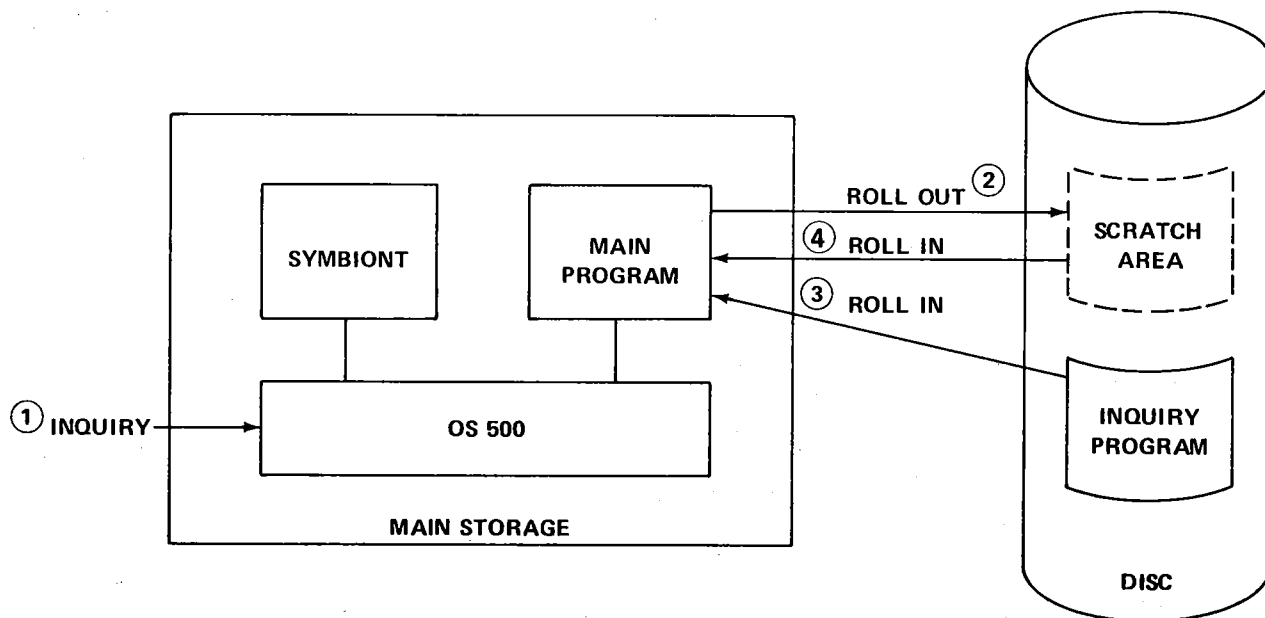 ROLL OUT ②
④ ROLL IN
③ ROLL IN
SYMBIONT
MAIN
PROGRAM
SCRATCH
AREA
① INQUIRY
OS 500
INQUIRY
PROGRAM
MAIN STORAGE
DISC